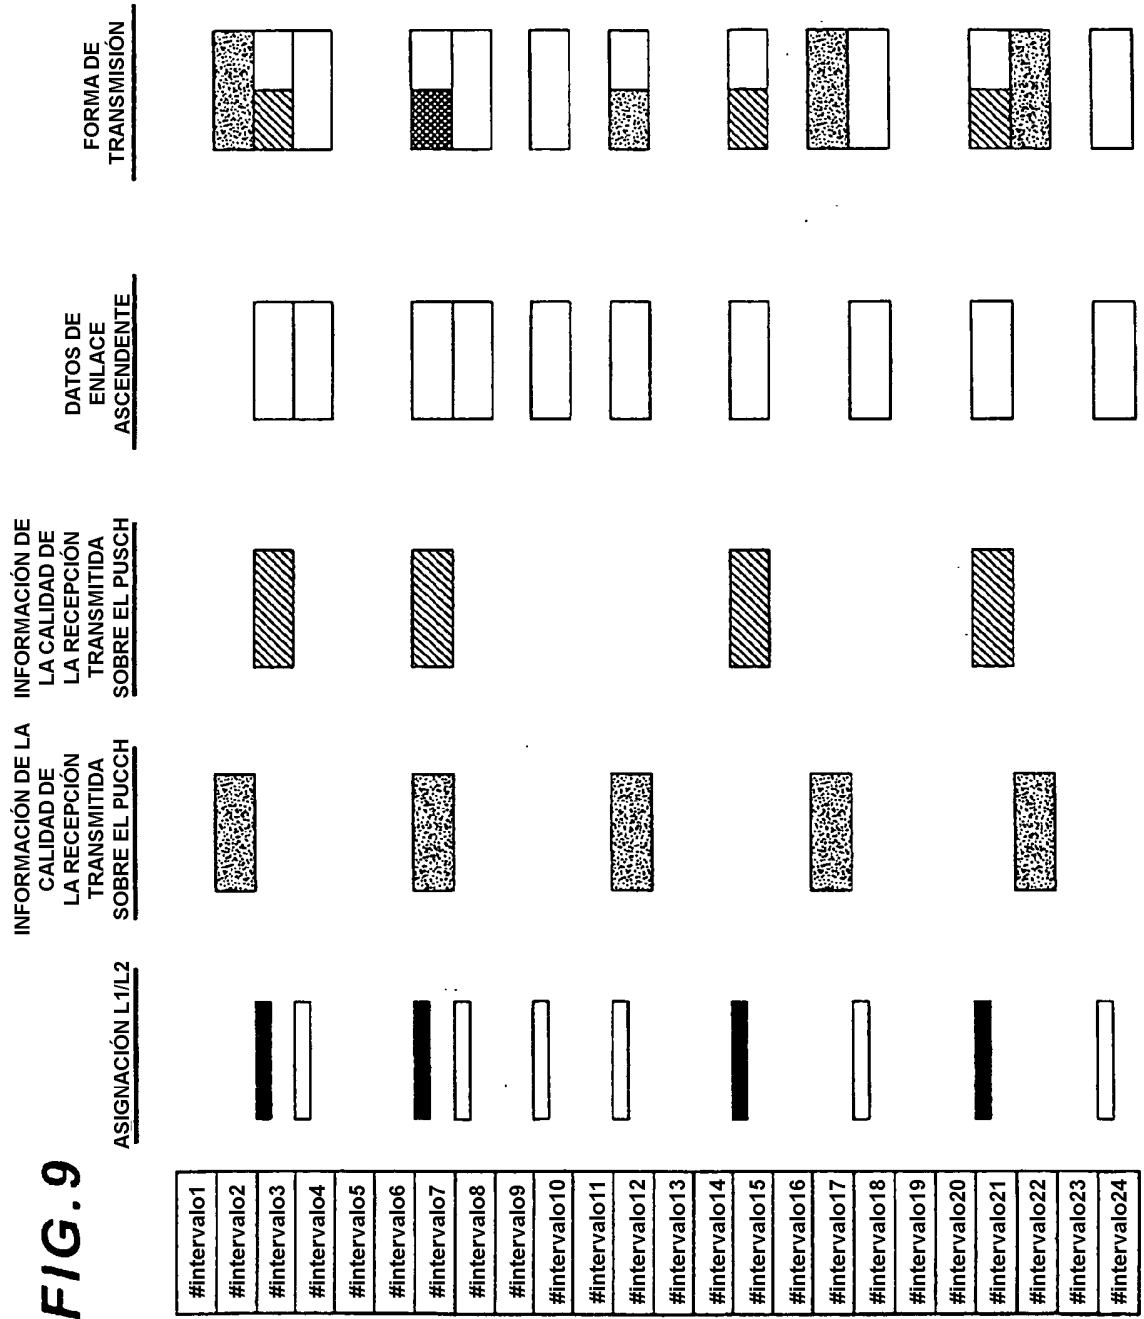 FIG.9
ASIGNACIÓN L1/L2
INFORMACIÓN DE LA
CALIDAD DE
LA RECEPCIÓN
TRANSMITIDA
SOBRE EL PUCCH
INFORMACIÓN DE
LA CALIDAD DE
LA RECEPCIÓN
TRANSMITIDA
SOBRE EL PUSCH
DATOS DE
ENLACE
ASCENDENTE
FORMA DE
TRANSMISIÓN
#intervalo1
#intervalo2
#intervalo3
#intervalo4
#intervalo5
#intervalo6
#intervalo7
#intervalo8
#intervalo9
#intervalo10
#intervalo11
#intervalo12
#intervalo13
#intervalo14
#intervalo15
#intervalo16
#intervalo17
#intervalo18
#intervalo19
#intervalo20
#intervalo21
#intervalo22
#intervalo23
#intervalo24